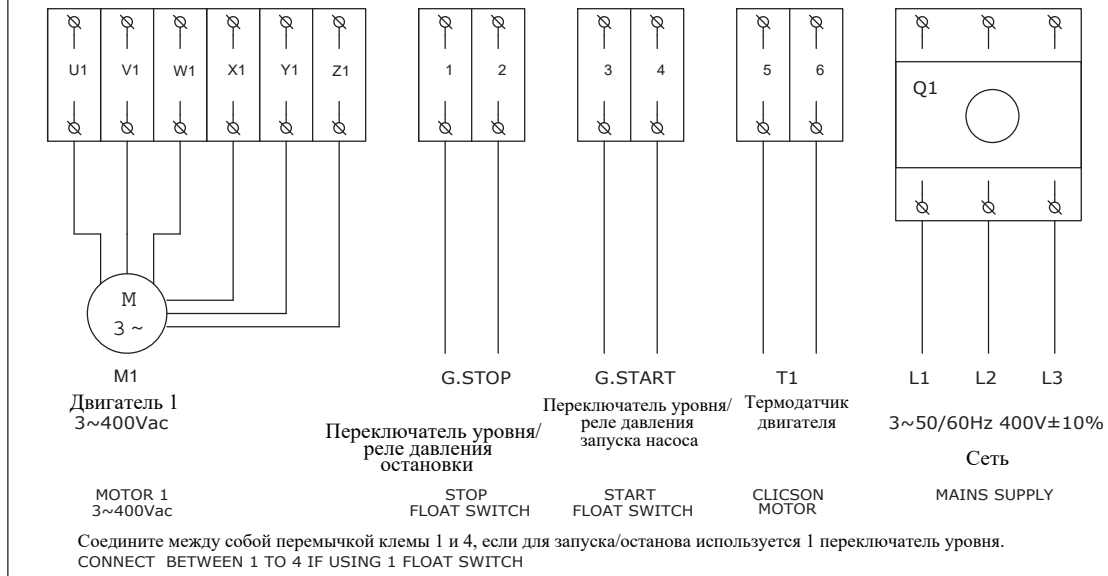 U1 V1 W1 X1 Y1 Z1 1 2 3 4 5 6
Q1
M
3 ~
M1 G.STOP G.START T1 L1 L2 L3
Двигатель 1
3~400Vac
Переключатель уровня/
реле давления
остановки
Переключатель уровня/
реле давления
запуска насоса
Термодатчик
двигателя
3~50/60Hz 400V±10%
Сеть
MOTOR 1
3~400Vac
STOP
FLOAT SWITCH
START
FLOAT SWITCH
CLICSON
MOTOR
MAINS SUPPLY
Соедините между собой перемычкой клемы 1 и 4, если для запуска/останова используется 1 переключатель уровня.
CONNECT BETWEEN 1 TO 4 IF USING 1 FLOAT SWITCH